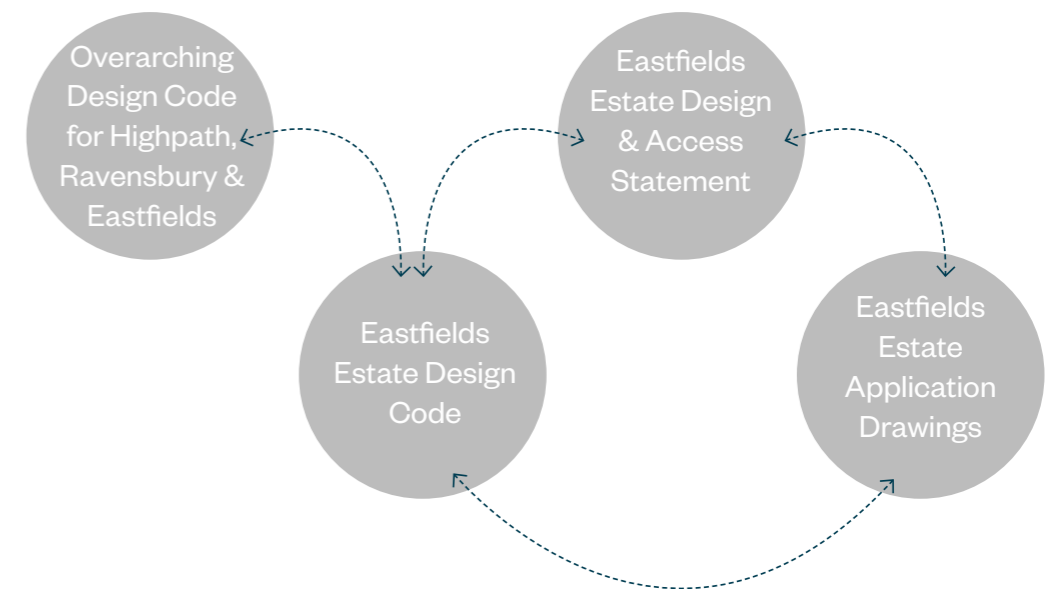 Overarching
Design Code
for Highpath,
Ravensbury &
Eastfields
Eastfields
Estate Design
& Access
Statement
Eastfields
Estate Design
Code
Eastfields
Estate
Application
Drawings